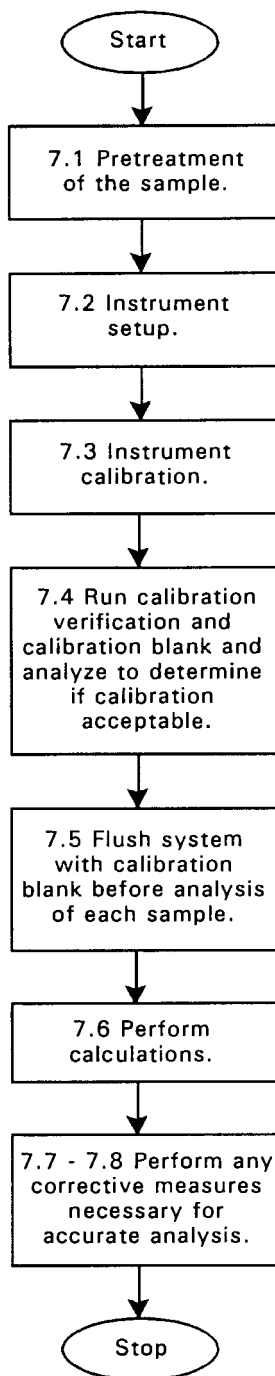 Start
7.1 Pretreatment
of the sample.
7.2 Instrument
setup.
7.3 Instrument
calibration.
7.4 Run calibration
verification and
calibration blank and
analyze to determine
if calibration
acceptable.
7.5 Flush system
with calibration
blank before analysis
of each sample.
7.6 Perform
calculations.
7.7 - 7.8 Perform any
corrective measures
necessary for
accurate analysis.
Stop